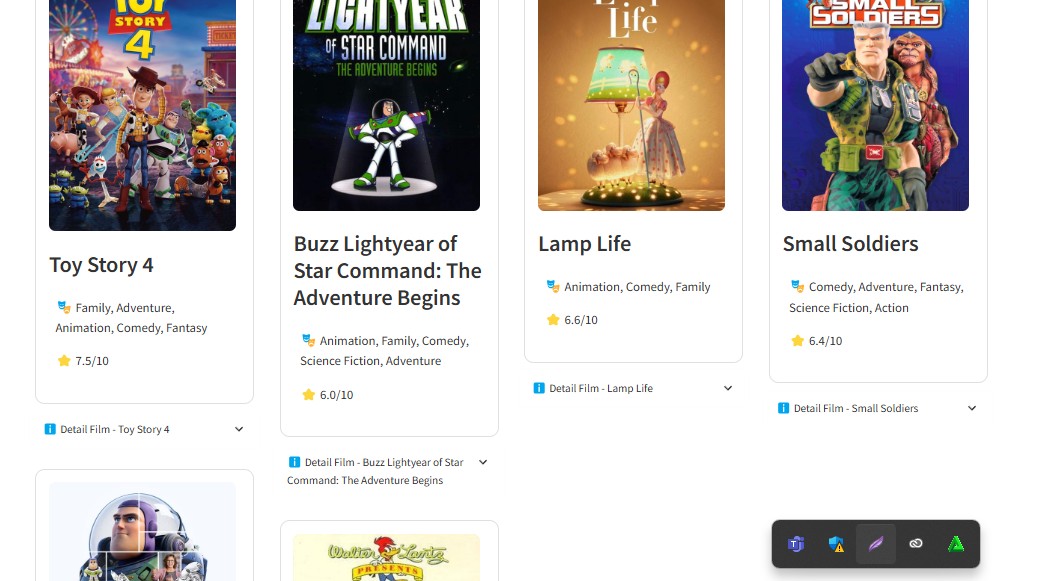 TOY
STORY
4
TICKETS
Toy Story 4
Family, Adventure,
Animation, Comedy, Fantasy
7.5/10
Detail Film - Toy Story 4
LIGHTYEAR
OF STAR COMMAND
THE ADVENTURE BEGINS
Buzz Lightyear of
Star Command: The
Adventure Begins
Animation, Family, Comedy,
Science Fiction, Adventure
6.0/10
Detail Film - Buzz Lightyear of Star
Command: The Adventure Begins
Walter Lantz
PRESENTS
Life
Lamp Life
Animation, Comedy, Family
6.6/10
Detail Film - Lamp Life
SMALL
SOLDIERS
Small Soldiers
Comedy, Adventure, Fantasy,
Science Fiction, Action
6.4/10
Detail Film - Small Soldiers